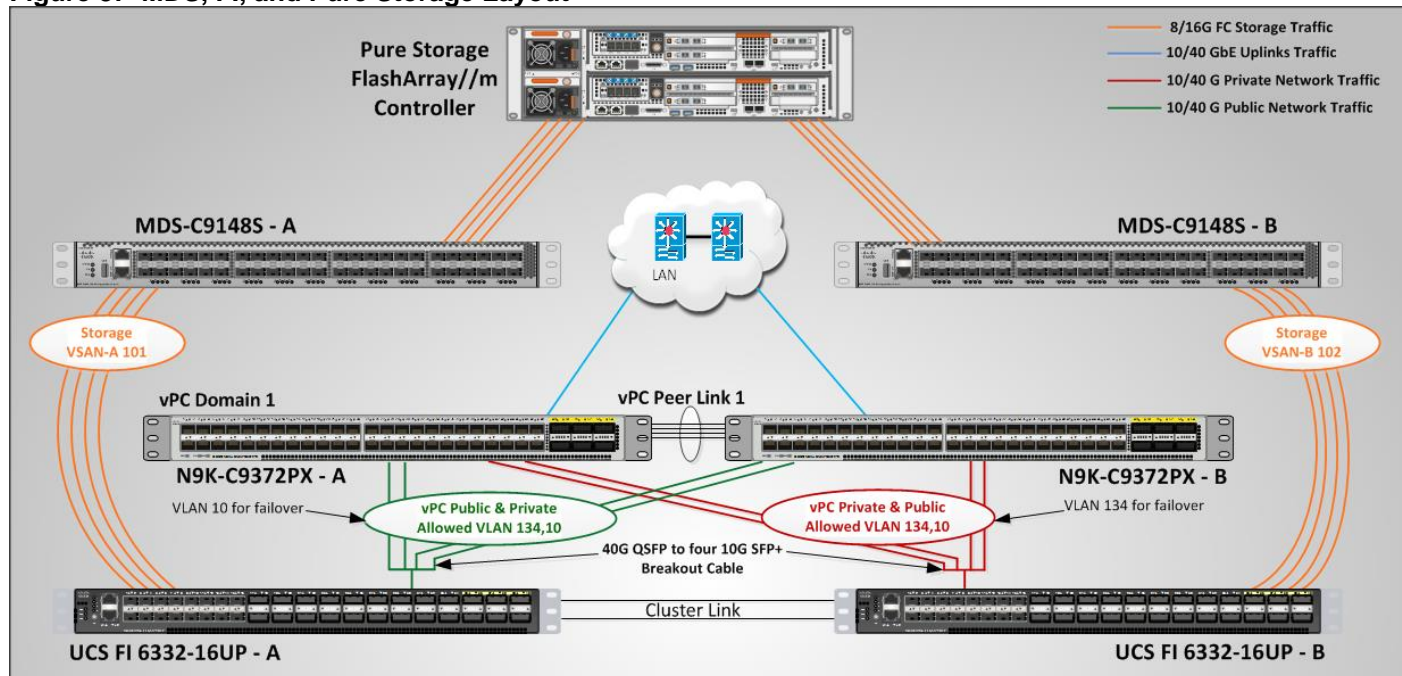 Figure 3. MDS, FI, and Pure Storage Layout
Pure Storage
FlashArray//m
Controller
8/16G FC Storage Traffic
10/40 GbE Uplinks Traffic
10/40 G Private Network Traffic
10/40 G Public Network Traffic
MDS-C9148S - A
MDS-C9148S - B
LAN
Storage
VSAN-A 101
Storage
VSAN-B 102
vPC Domain 1
vPC Peer Link 1
N9K-C9372PX - A
N9K-C9372PX - B
VLAN 10 for failover
vPC Public & Private
Allowed VLAN 134,10
vPC Private & Public
Allowed VLAN 134,10
VLAN 134 for failover
40G QSFP to four 10G SFP+
Breakout Cable
Cluster Link
UCS FI 6332-16UP - A
UCS FI 6332-16UP - B